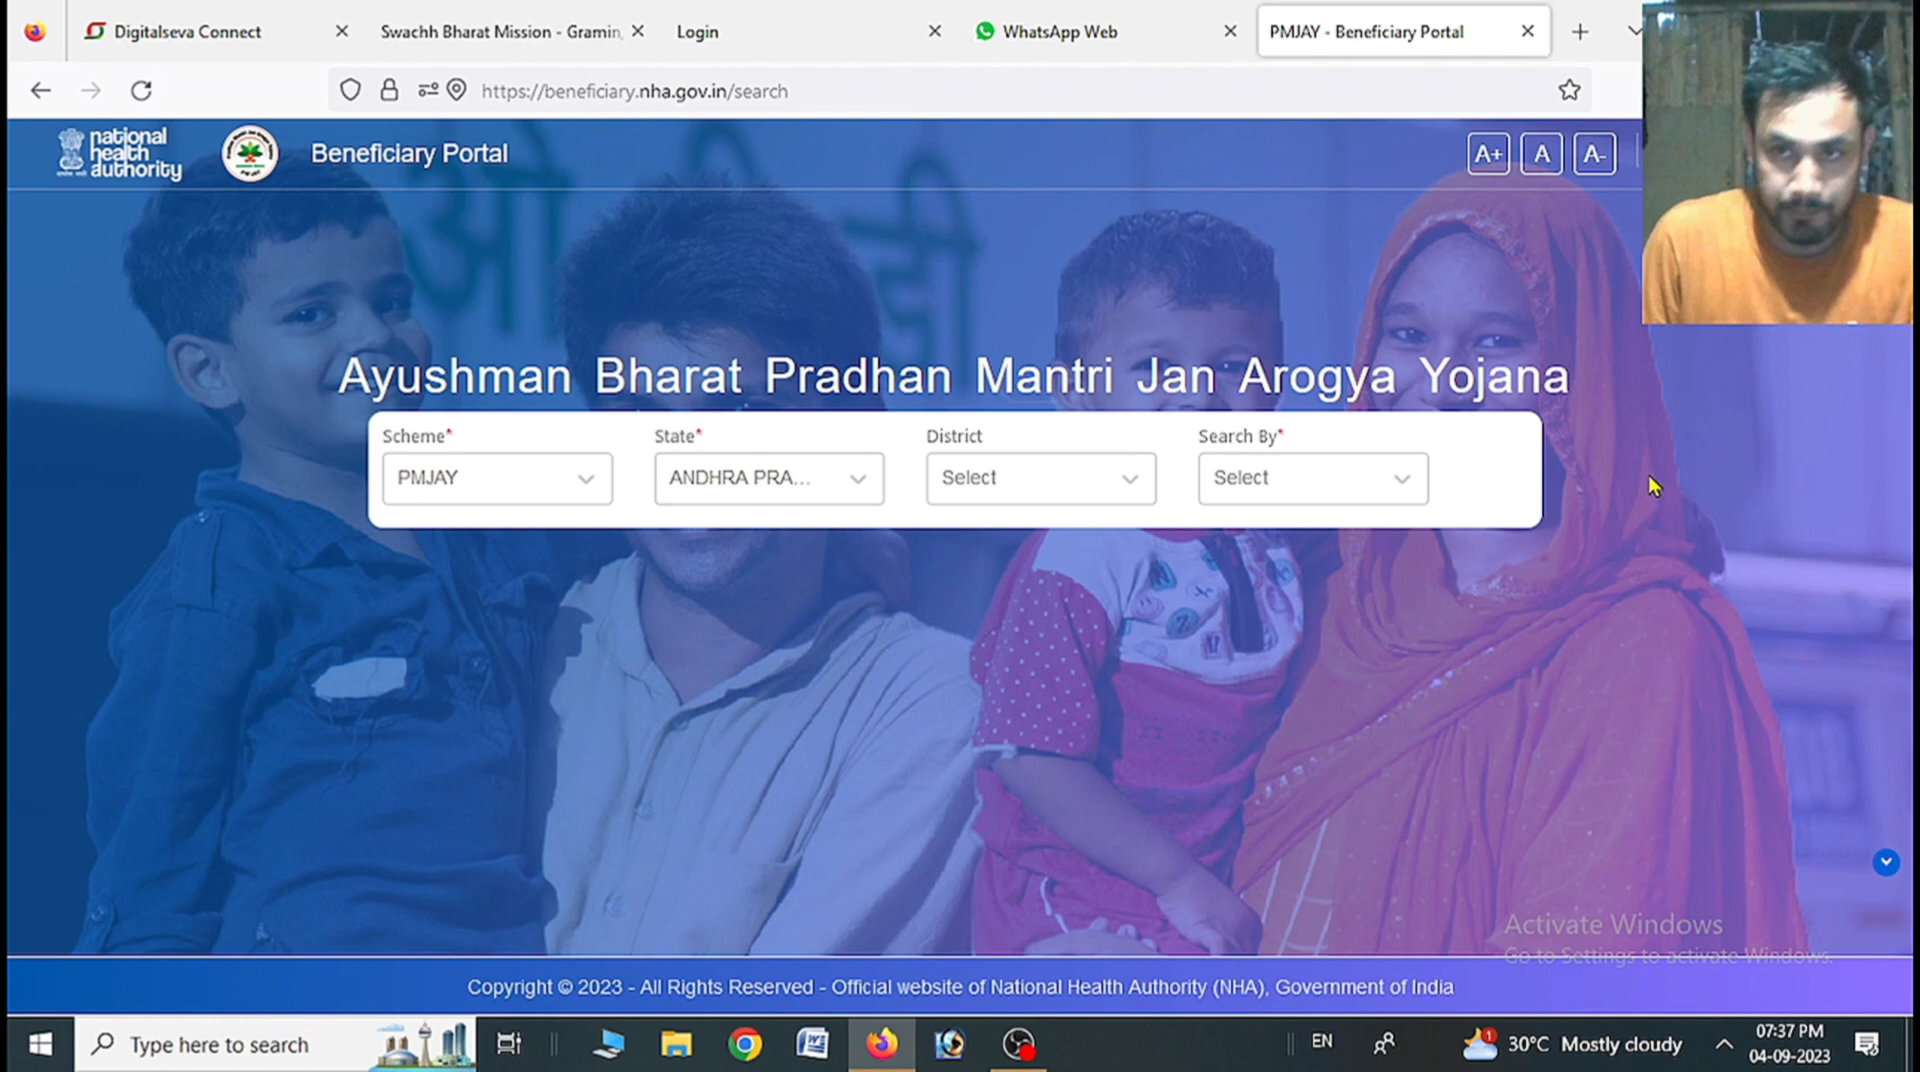 Digitalseva Connect
Swachh Bharat Mission - Gramin,
Login
WhatsApp Web
PMJAY - Beneficiary Portal
https://beneficiary.nha.gov.in/search
national
health
authority
Beneficiary Portal
A+ A A-
ओ
ही
Ayushman Bharat Pradhan Mantri Jan Arogya Yojana
Scheme* State* District Search By*
PMJAY ANDHRA PRA... Select Select
Activate Windows
Go to Settings to activate Windows.
Copyright © 2023 - All Rights Reserved - Official website of National Health Authority (NHA), Government of India
Type here to search
EN
1
30°C Mostly cloudy
07:37 PM
04-09-2023